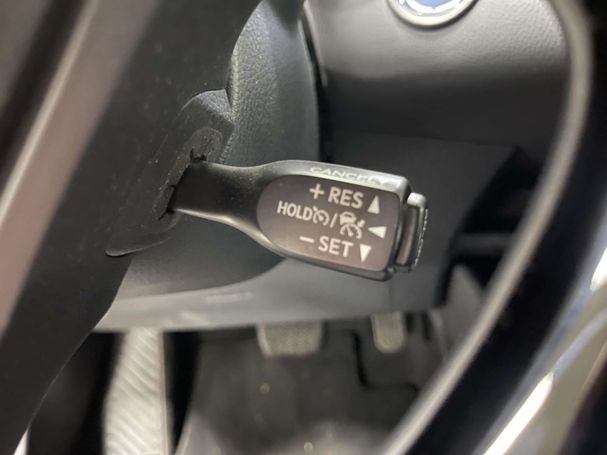 CANCEL
+ RES ▲
HOLD / ◀
− SET ▼